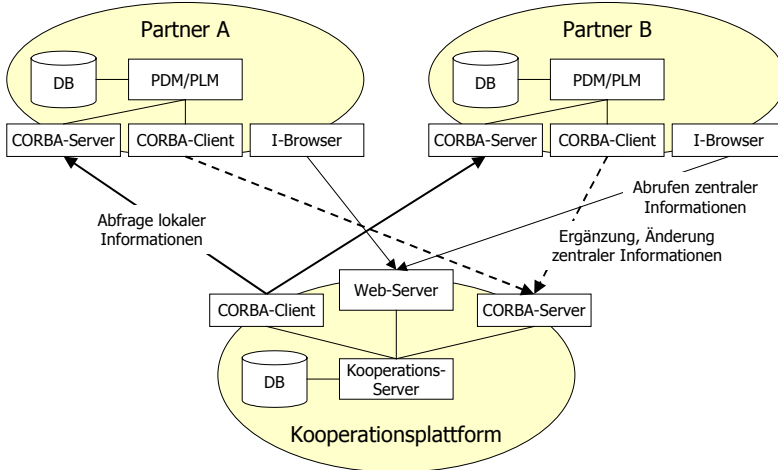 Partner A
DB
PDM/PLM
CORBA-Server
CORBA-Client
I-Browser
Partner B
DB
PDM/PLM
CORBA-Server
CORBA-Client
I-Browser
Abfrage lokaler
Informationen
Abrufen zentraler
Informationen
Ergänzung, Änderung
zentraler Informationen
CORBA-Client
Web-Server
CORBA-Server
DB
Kooperations-
Server
Kooperationsplattform